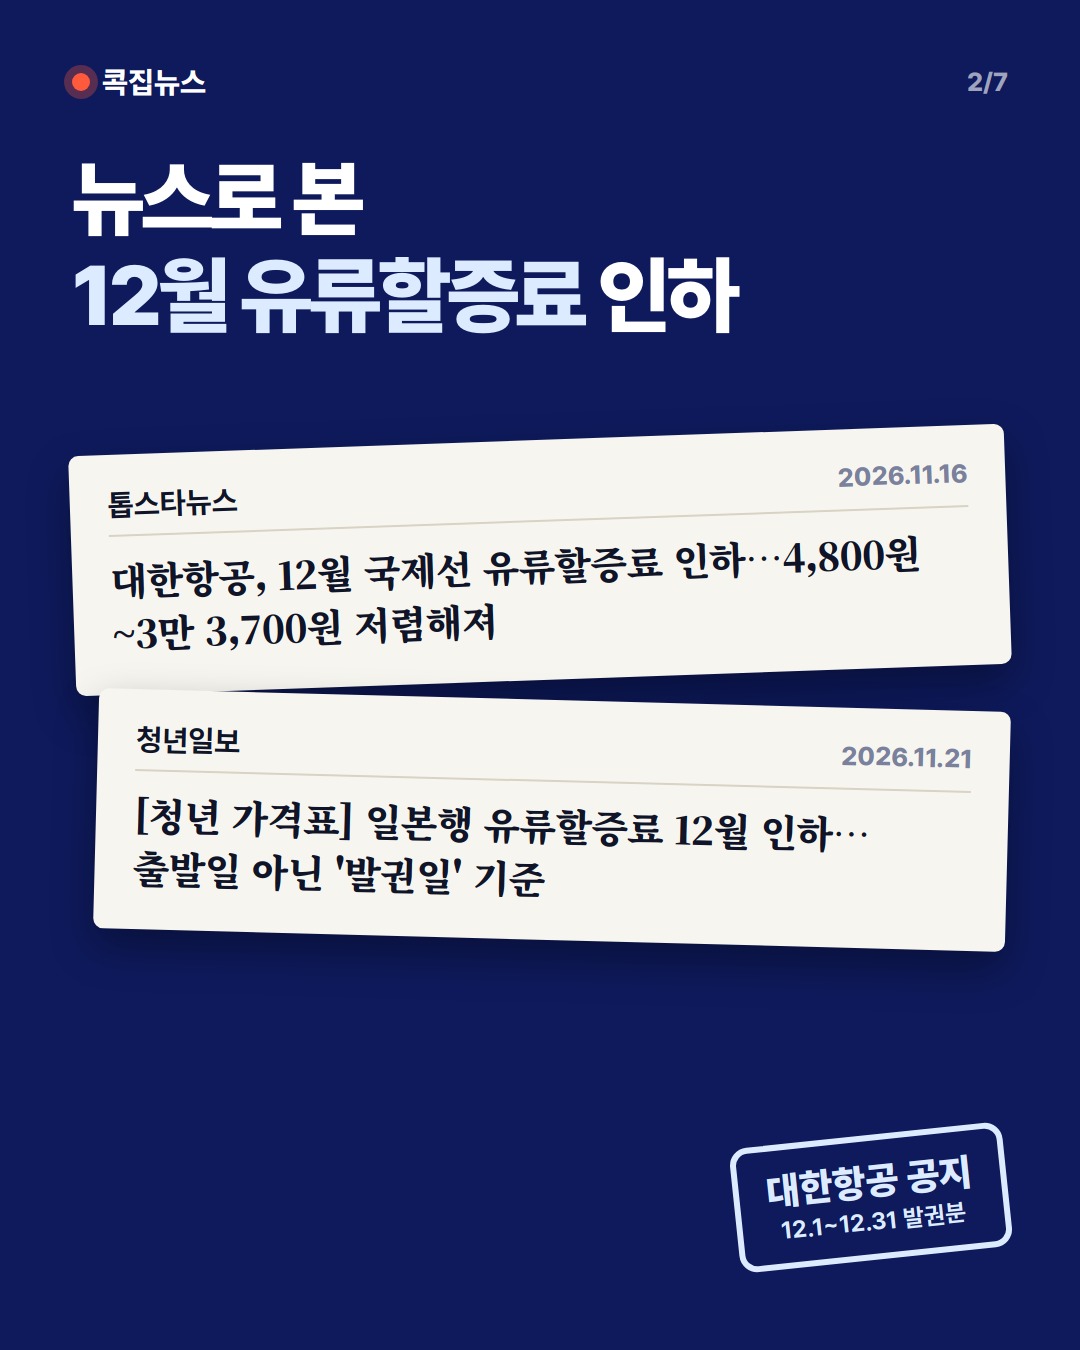 콕집뉴스
2/7
뉴스로 본
12월 유류할증료 인하
톱스타뉴스
2026.11.16
대한항공, 12월 국제선 유류할증료 인하…4,800원
~3만 3,700원 저렴해져
청년일보
2026.11.21
[청년 가격표] 일본행 유류할증료 12월 인하…
출발일 아닌 '발권일' 기준
대한항공 공지
12.1~12.31 발권분